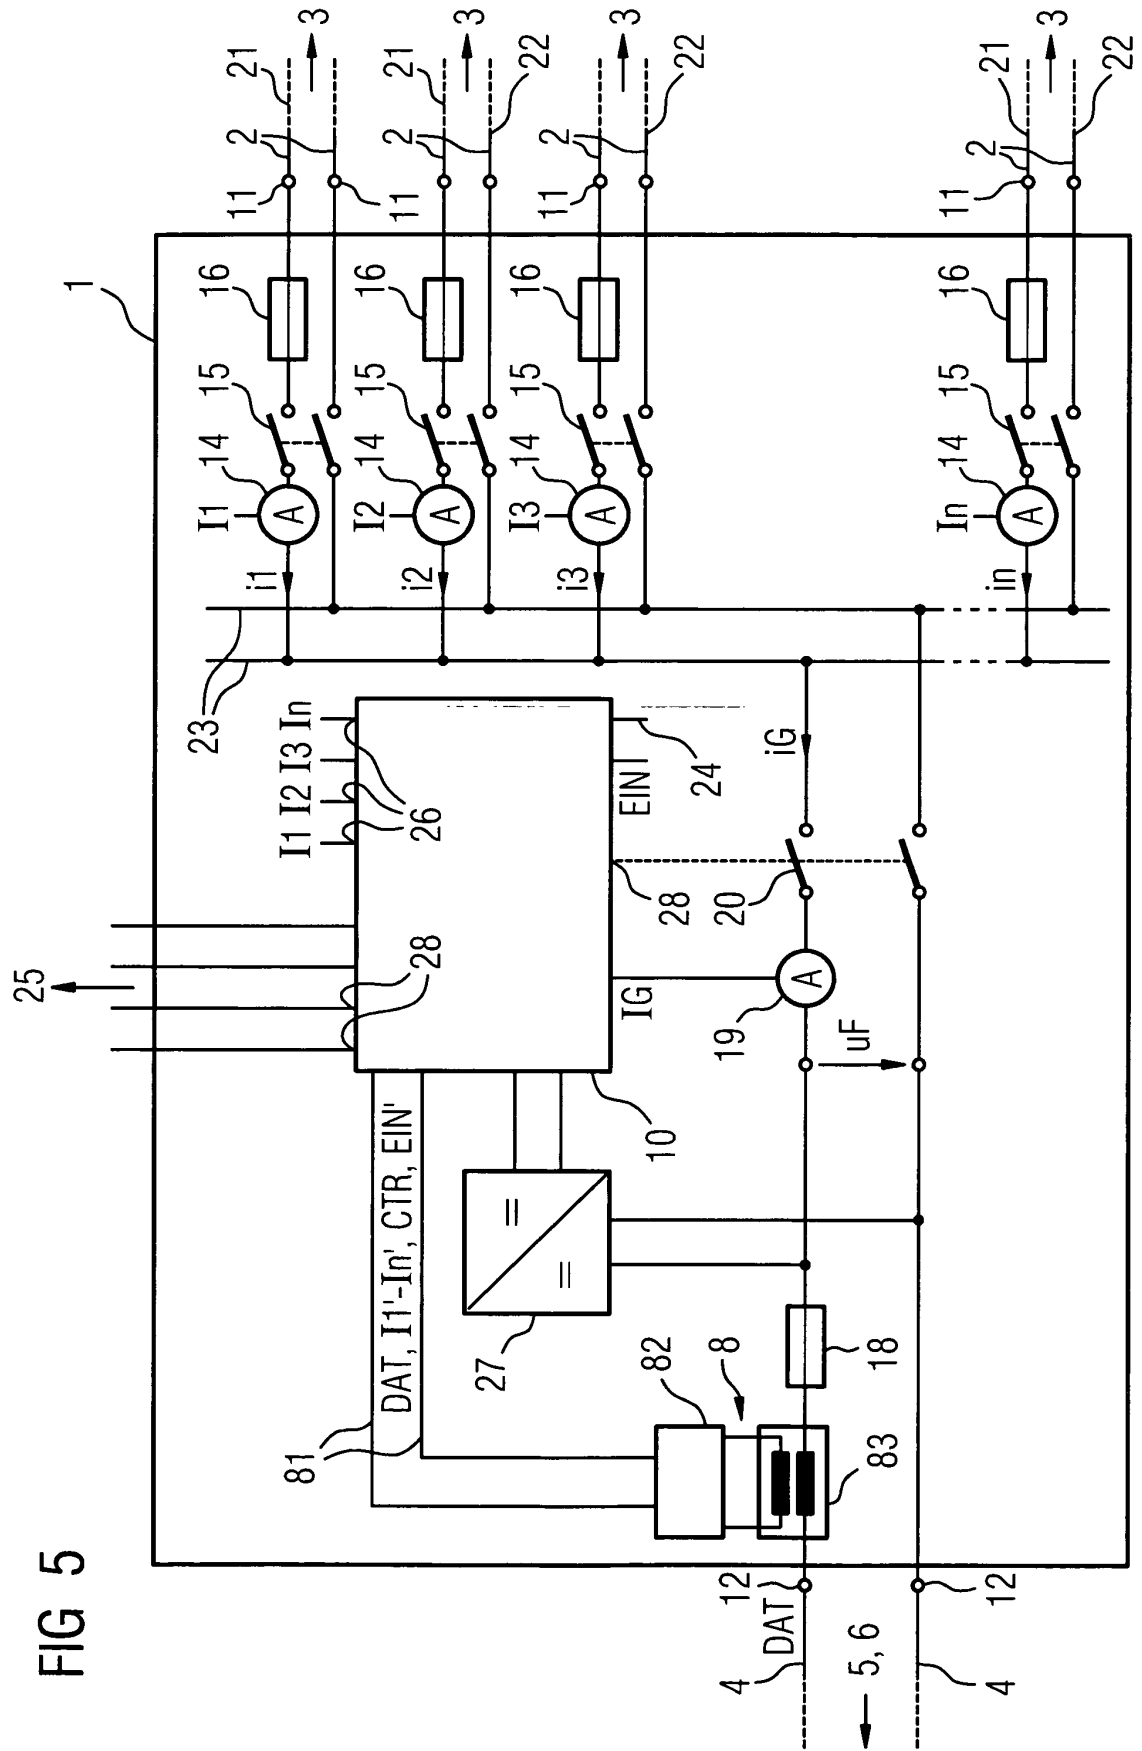 FIG 5
1
25
3
21
2
11
11
16
15
14
I1
i1
3
21
22
2
16
15
14
I2
i2
3
22
2
11
16
15
14
I3
i3
3
21
22
2
11
16
15
14
In
in
23
I1 I2 I3 In
26
28
24
EIN
28
IG
10
iG
20
19
uF
81
DAT, I1'-In', CTR, EIN'
=
=
27
82
8
83
18
12
DAT
4
5, 6
12
4
A
A
A
A
A